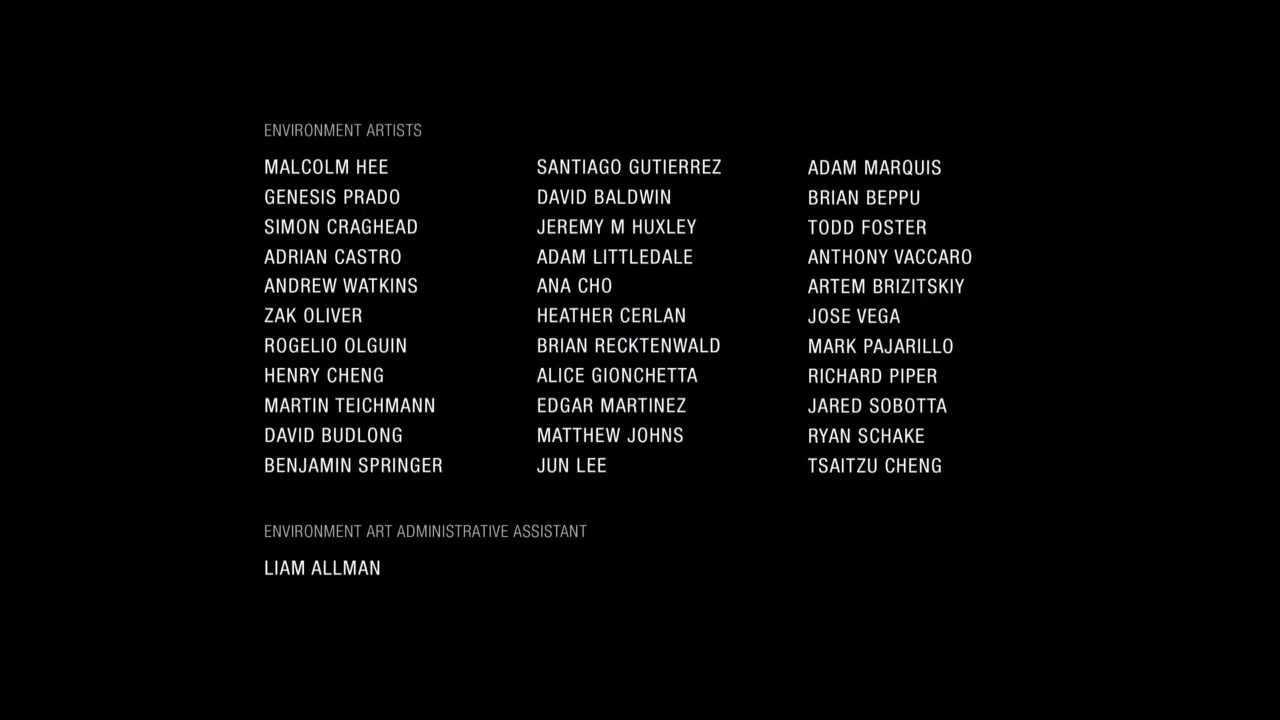 ENVIRONMENT ARTISTS
MALCOLM HEE
GENESIS PRADO
SIMON CRAGHEAD
ADRIAN CASTRO
ANDREW WATKINS
ZAK OLIVER
ROGELIO OLGUIN
HENRY CHENG
MARTIN TEICHMANN
DAVID BUDLONG
BENJAMIN SPRINGER
SANTIAGO GUTIERREZ
DAVID BALDWIN
JEREMY M HUXLEY
ADAM LITTLEDALE
ANA CHO
HEATHER CERLAN
BRIAN RECKTENWALD
ALICE GIONCHETTA
EDGAR MARTINEZ
MATTHEW JOHNS
JUN LEE
ADAM MARQUIS
BRIAN BEPPU
TODD FOSTER
ANTHONY VACCARO
ARTEM BRIZITSKIY
JOSE VEGA
MARK PAJARILLO
RICHARD PIPER
JARED SOBOTTA
RYAN SCHAKE
TSAITZU CHENG
ENVIRONMENT ART ADMINISTRATIVE ASSISTANT
LIAM ALLMAN